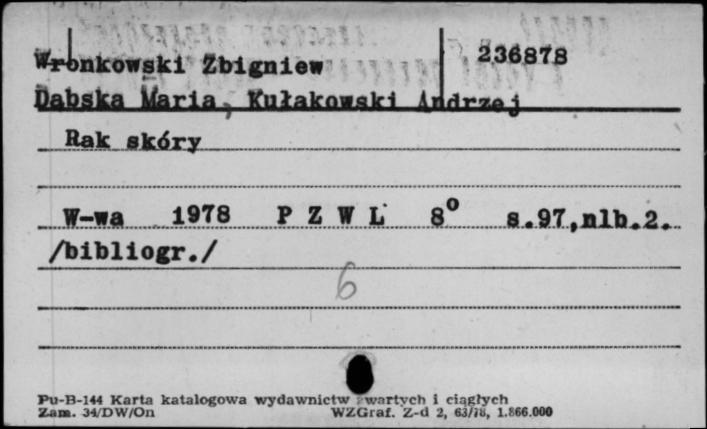 Wronkowski Zbigniew 236878
Dąbska Maria, Kułakowski Andrzej
Rak skóry
W-wa 1978 P Z W L 8° s.97,nlb.2.
/bibliogr./
6
Pu-B-144 Karta katalogowa wydawnictw zwartych i ciągłych
Zam. 34/DW/On WZGraf. Z-d 2, 63/78, 1.866.000